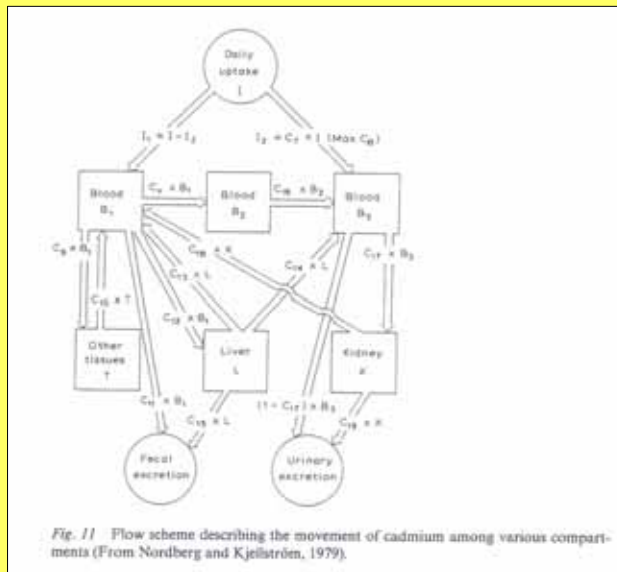 Daily
uptake
I
I₁ = I - I₂
I₂ = C₇ × I (Max C₈)
Blood
B₁
Blood
B₂
C₁₆ × B₂
Blood
B₃
C₉ × B₁
C₁₈ × K
C₁₄ × L
C₁₇ × B₃
C₁₃ × L
C₁₀ × T
C₁₂ × B₁
Other
tissues
T
Liver
L
Kidney
K
C₁₁ × B₁
C₁₅ × L
(1 - C₁₇) × B₃
C₁₉ × K
Fecal
excretion
Urinary
excretion
Fig. 11 Flow scheme describing the movement of cadmium among various compart-
ments (From Nordberg and Kjellström, 1979).